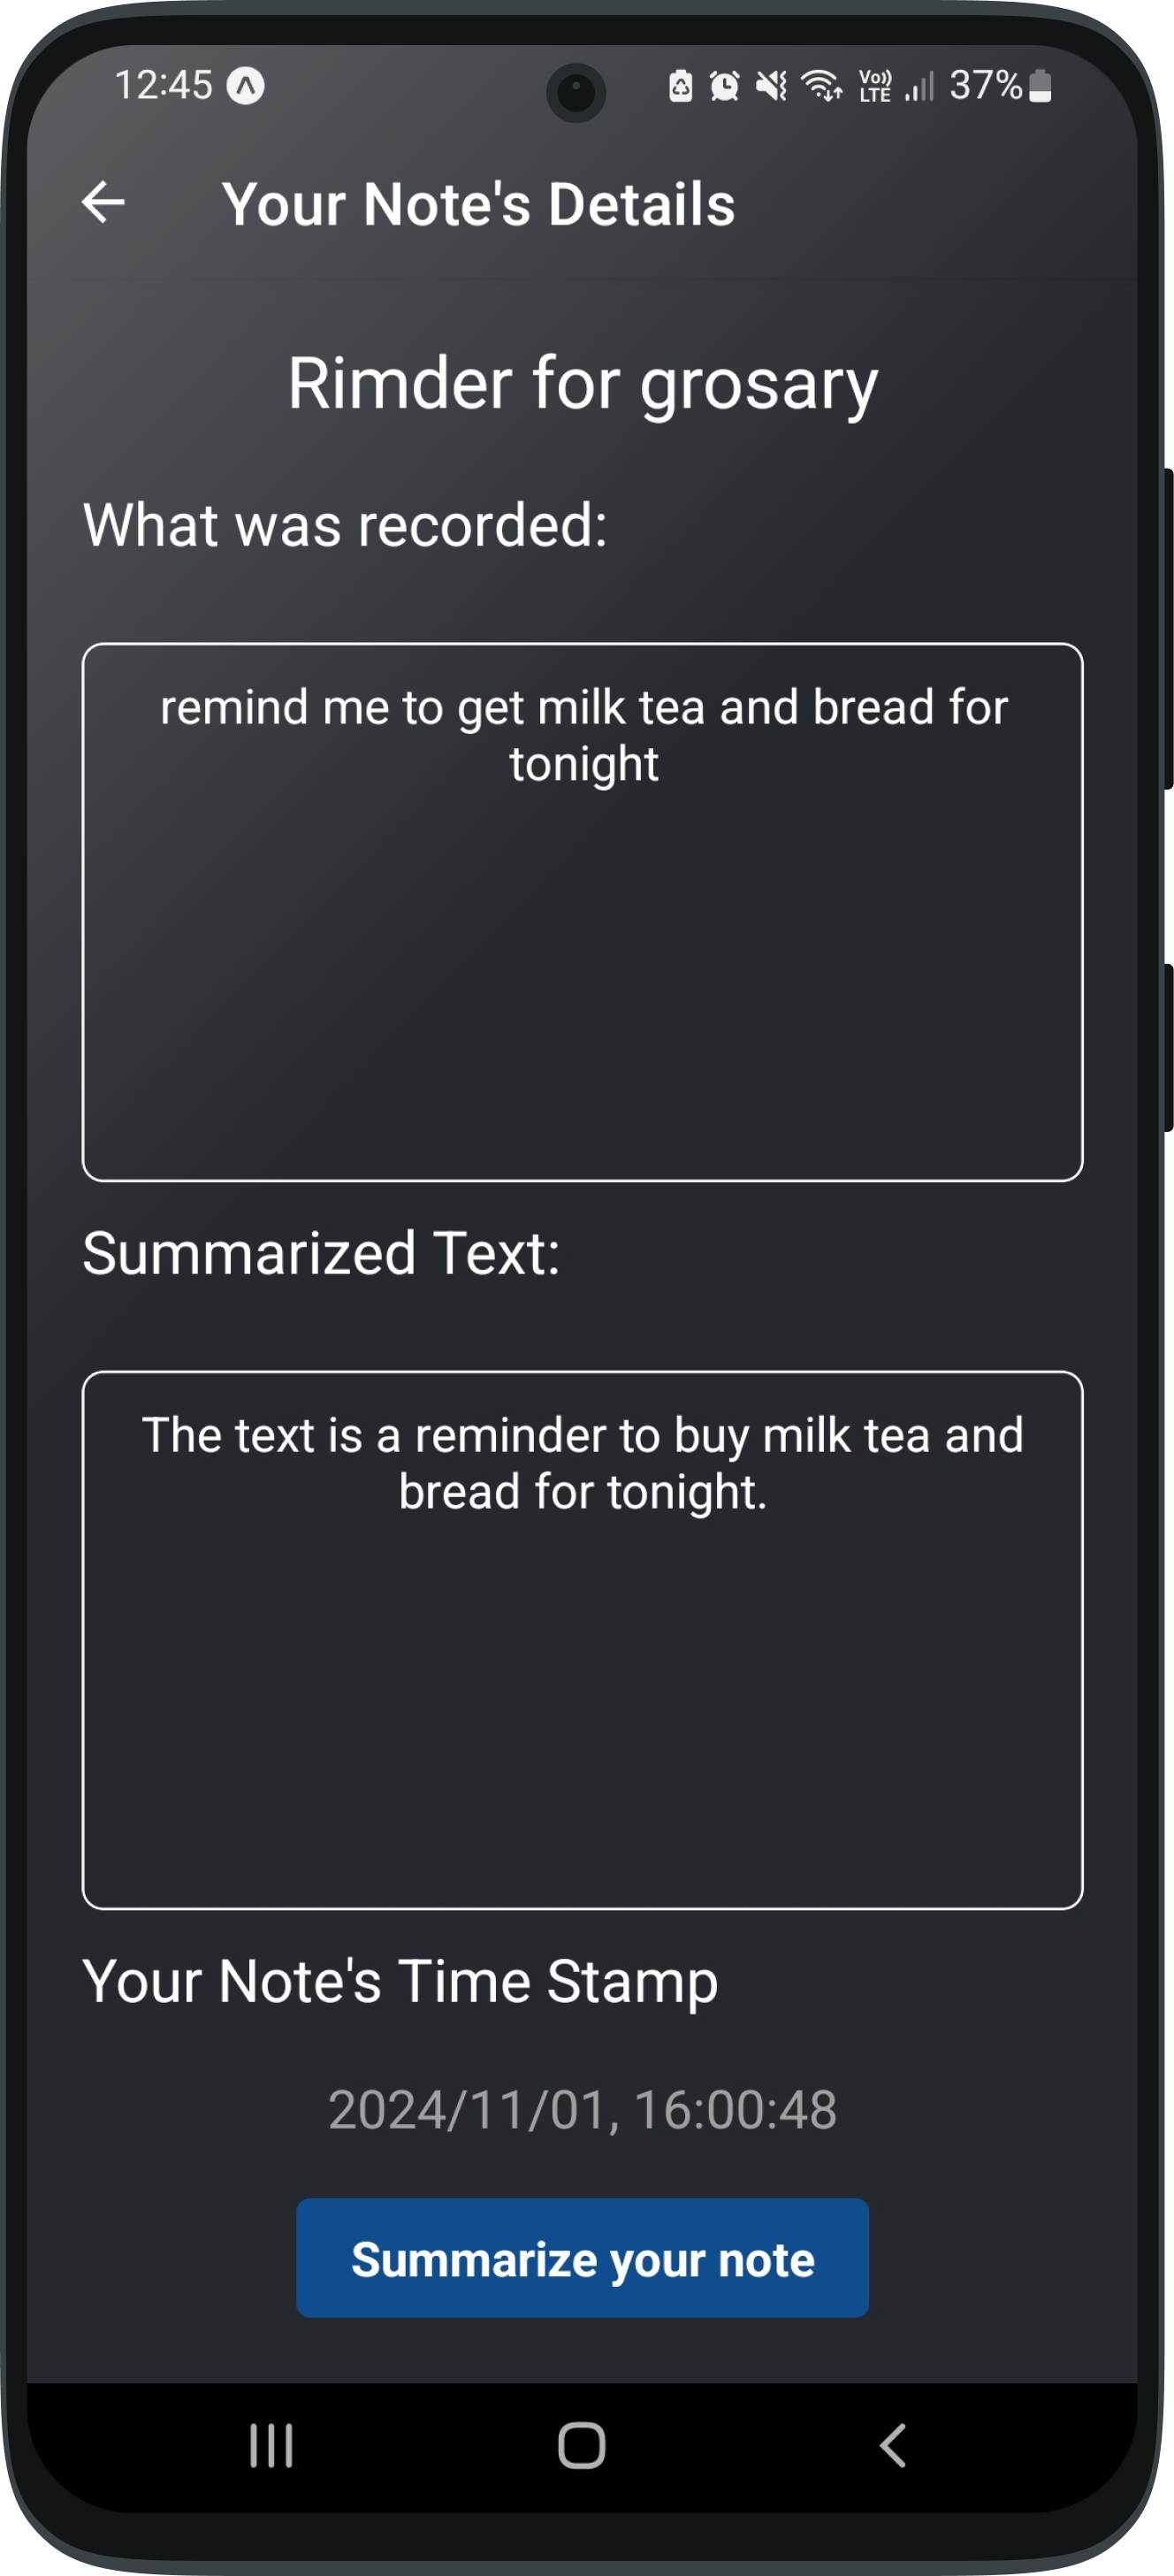 12:45
Vo)) LTE 37%
Your Note's Details
Rimder for grosary
What was recorded:
remind me to get milk tea and bread for
tonight
Summarized Text:
The text is a reminder to buy milk tea and
bread for tonight.
Your Note's Time Stamp
2024/11/01, 16:00:48
Summarize your note